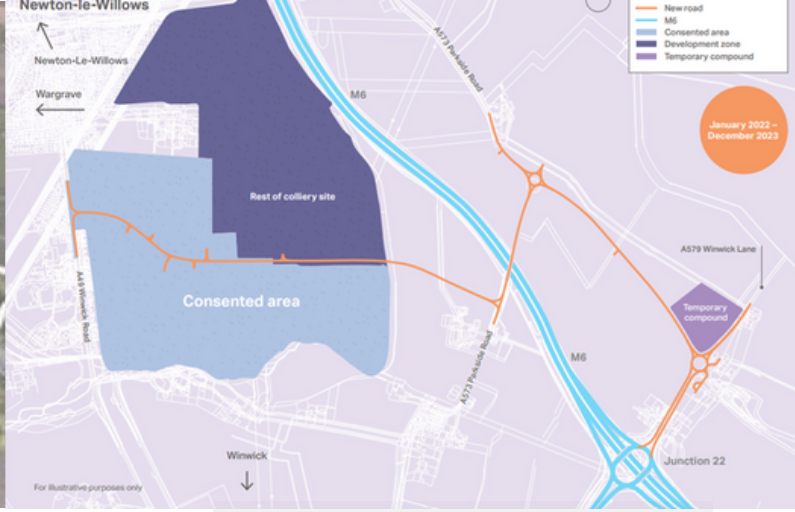 Newton-le-Willows
Newton-Le-Willows
Wargrave
A573 Parkside Road
M6
New road
M6
Consented area
Development zone
Temporary compound
January 2022 –
December 2023
Rest of colliery site
A579 Winwick Lane
A49 Winwick Road
Consented area
Temporary
compound
A573 Parkside Road
M6
Winwick
Junction 22
For illustrative purposes only